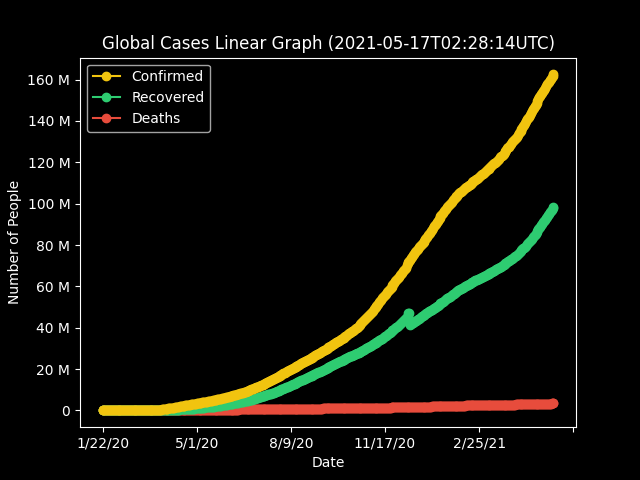 Global Cases Linear Graph (2021-05-17T02:28:14UTC)
Confirmed
Recovered
Deaths
160 M
140 M
120 M
100 M
80 M
60 M
40 M
20 M
0
Number of People
1/22/20 5/1/20 8/9/20 11/17/20 2/25/21
Date